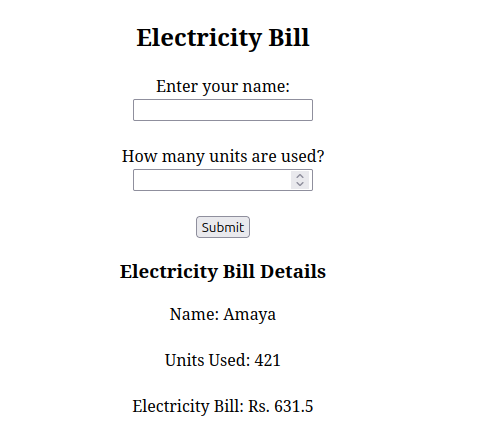 Electricity Bill
Enter your name:
How many units are used?
Submit
Electricity Bill Details
Name: Amaya
Units Used: 421
Electricity Bill: Rs. 631.5